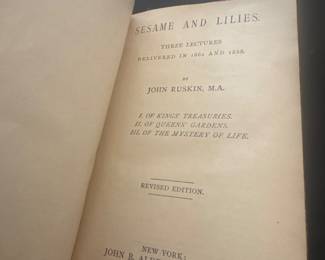 SESAME AND LILIES.
THREE LECTURES
DELIVERED IN 1864 AND 1868.
BY
JOHN RUSKIN, M.A.
I. OF KINGS' TREASURIES.
II. OF QUEENS' GARDENS.
III. OF THE MYSTERY OF LIFE.
REVISED EDITION.
NEW YORK:
JOHN B.